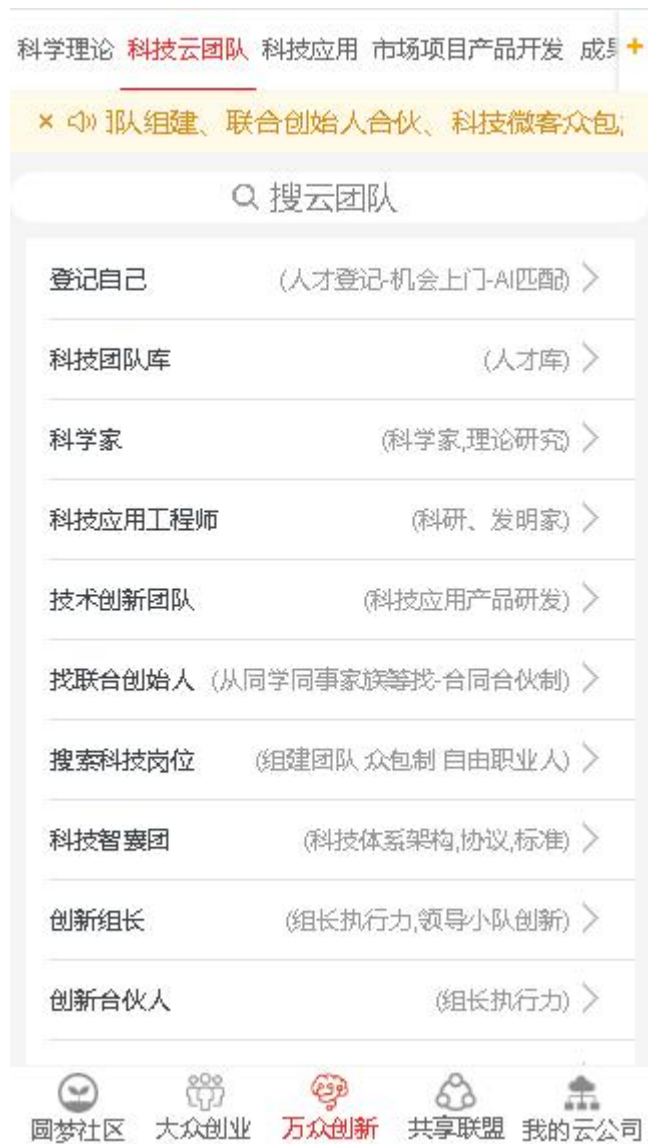 科学理论 科技云团队 科技应用 市场项目产品开发 成果 +
× 队组建、联合创始人合伙、科技微客众包,
搜云团队
登记自己 (人才登记-机会上门-AI匹配) >
科技团队库 (人才库) >
科学家 (科学家,理论研究) >
科技应用工程师 (科研、发明家) >
技术创新团队 (科技应用产品研发) >
找联合创始人 (从同学同事家族等找-合同合伙制) >
搜索科技岗位 (组建团队 众包制 自由职业人) >
科技智囊团 (科技体系架构,协议,标准) >
创新组长 (组长执行力,领导小队创新) >
创新合伙人 (组长执行力) >
圆梦社区 大众创业 万众创新 共享联盟 我的云公司